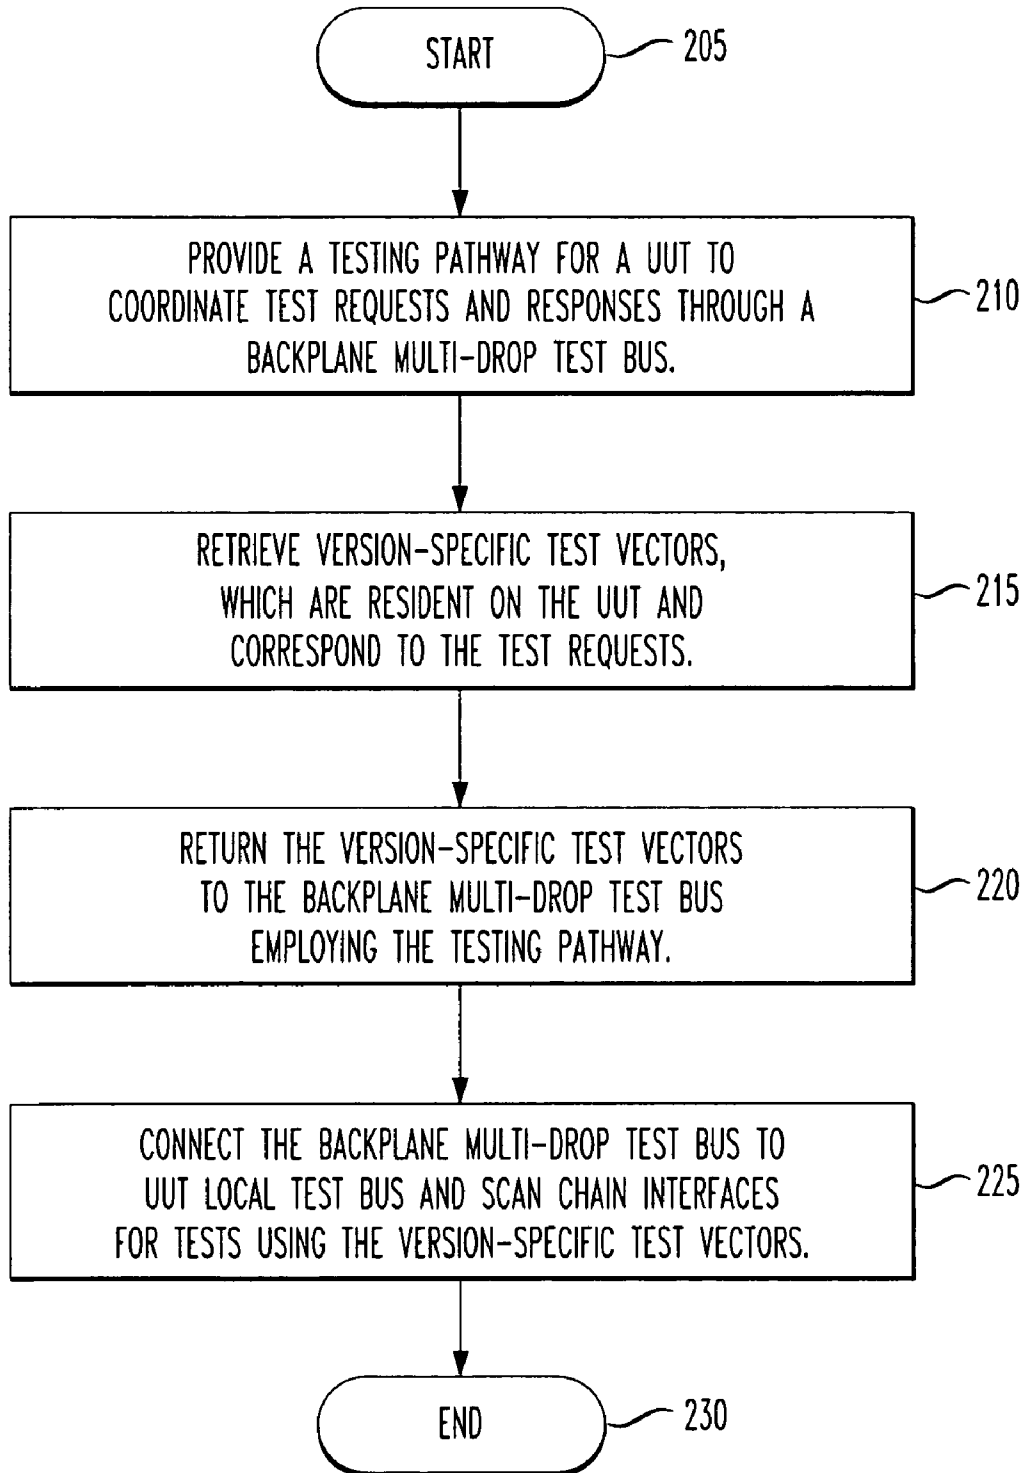 START
205
PROVIDE A TESTING PATHWAY FOR A UUT TO
COORDINATE TEST REQUESTS AND RESPONSES THROUGH A
BACKPLANE MULTI-DROP TEST BUS.
210
RETRIEVE VERSION-SPECIFIC TEST VECTORS,
WHICH ARE RESIDENT ON THE UUT AND
CORRESPOND TO THE TEST REQUESTS.
215
RETURN THE VERSION-SPECIFIC TEST VECTORS
TO THE BACKPLANE MULTI-DROP TEST BUS
EMPLOYING THE TESTING PATHWAY.
220
CONNECT THE BACKPLANE MULTI-DROP TEST BUS TO
UUT LOCAL TEST BUS AND SCAN CHAIN INTERFACES
FOR TESTS USING THE VERSION-SPECIFIC TEST VECTORS.
225
END
230